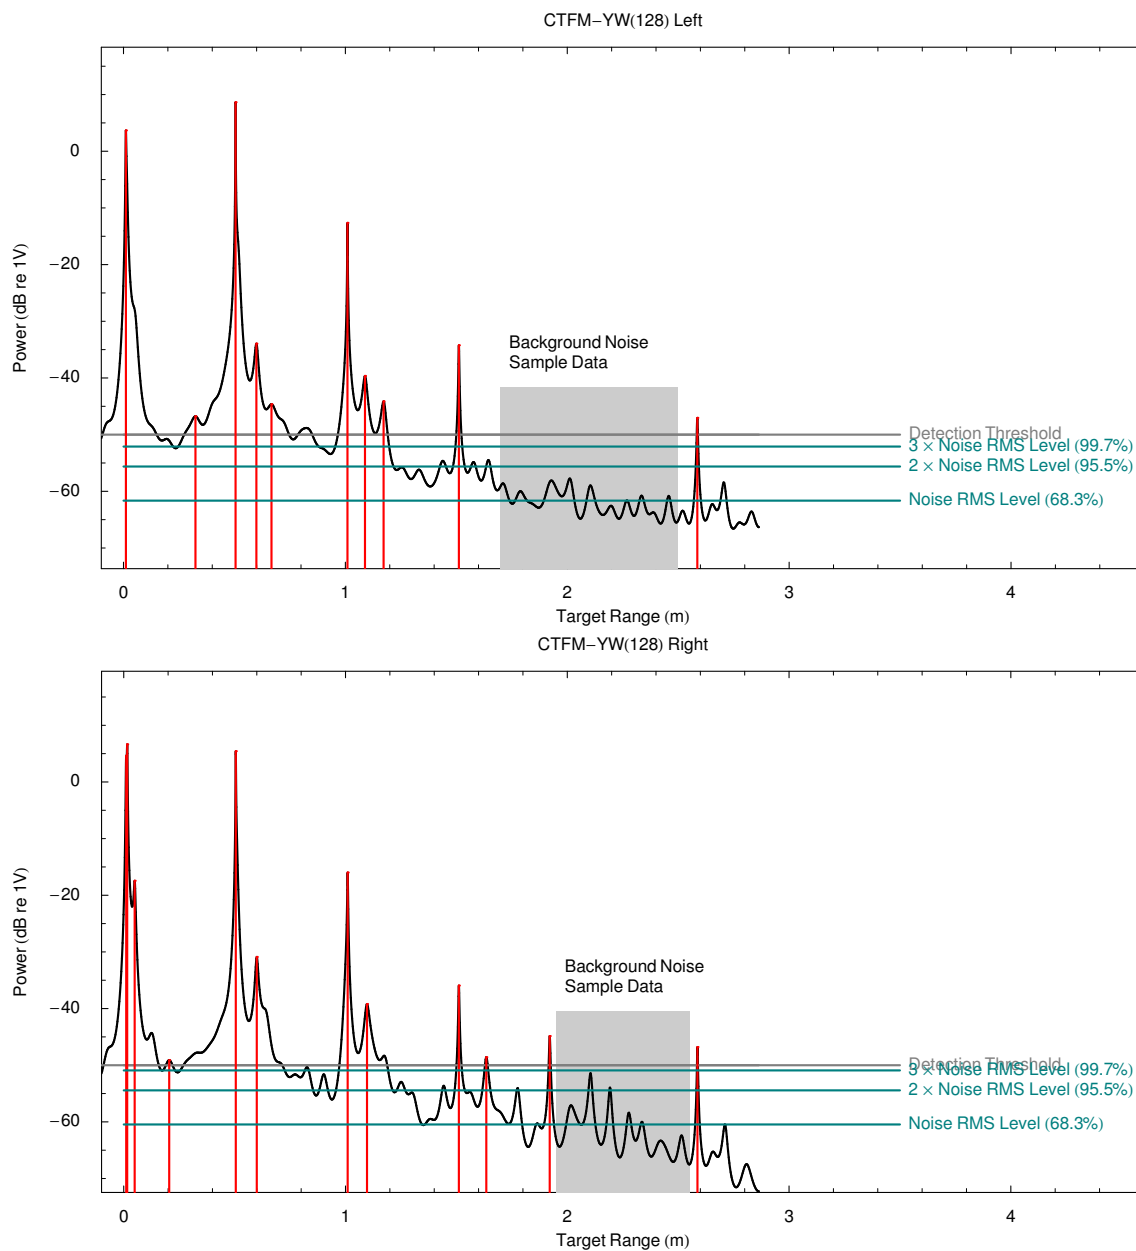 CTFM−YW(128) Left
0
−20
−40
−60
Power (dB re 1V)
Background Noise
Sample Data
Detection Threshold
3 × Noise RMS Level (99.7%)
2 × Noise RMS Level (95.5%)
Noise RMS Level (68.3%)
0 1 2 3 4
Target Range (m)
CTFM−YW(128) Right
0
−20
−40
−60
Power (dB re 1V)
Background Noise
Sample Data
Detection Threshold
3 × Noise RMS Level (99.7%)
2 × Noise RMS Level (95.5%)
Noise RMS Level (68.3%)
0 1 2 3 4
Target Range (m)